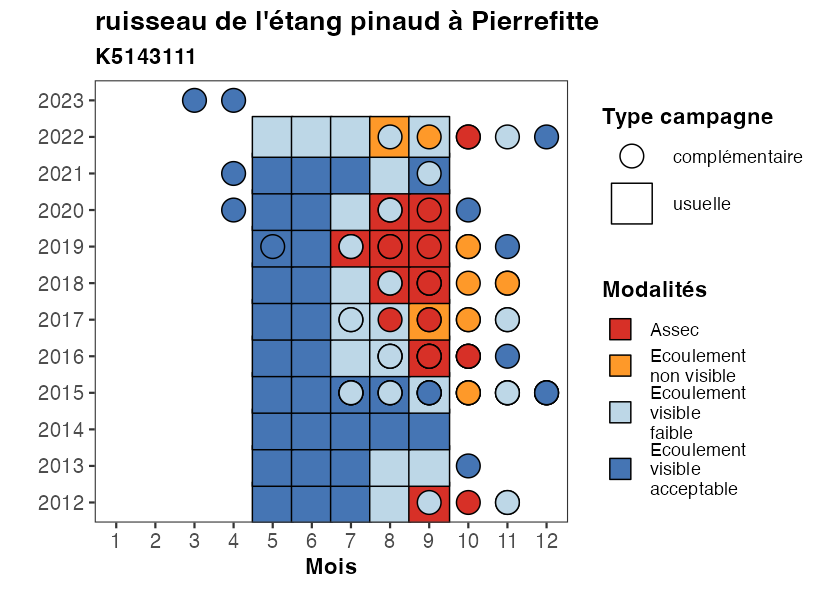 ruisseau de l'étang pinaud à Pierrefitte
K5143111
2023
2022
2021
2020
2019
2018
2017
2016
2015
2014
2013
2012
1 2 3 4 5 6 7 8 9 10 11 12
Mois
Type campagne
complémentaire
usuelle
Modalités
Assec
Ecoulement
non visible
Ecoulement
visible
faible
Ecoulement
visible
acceptable